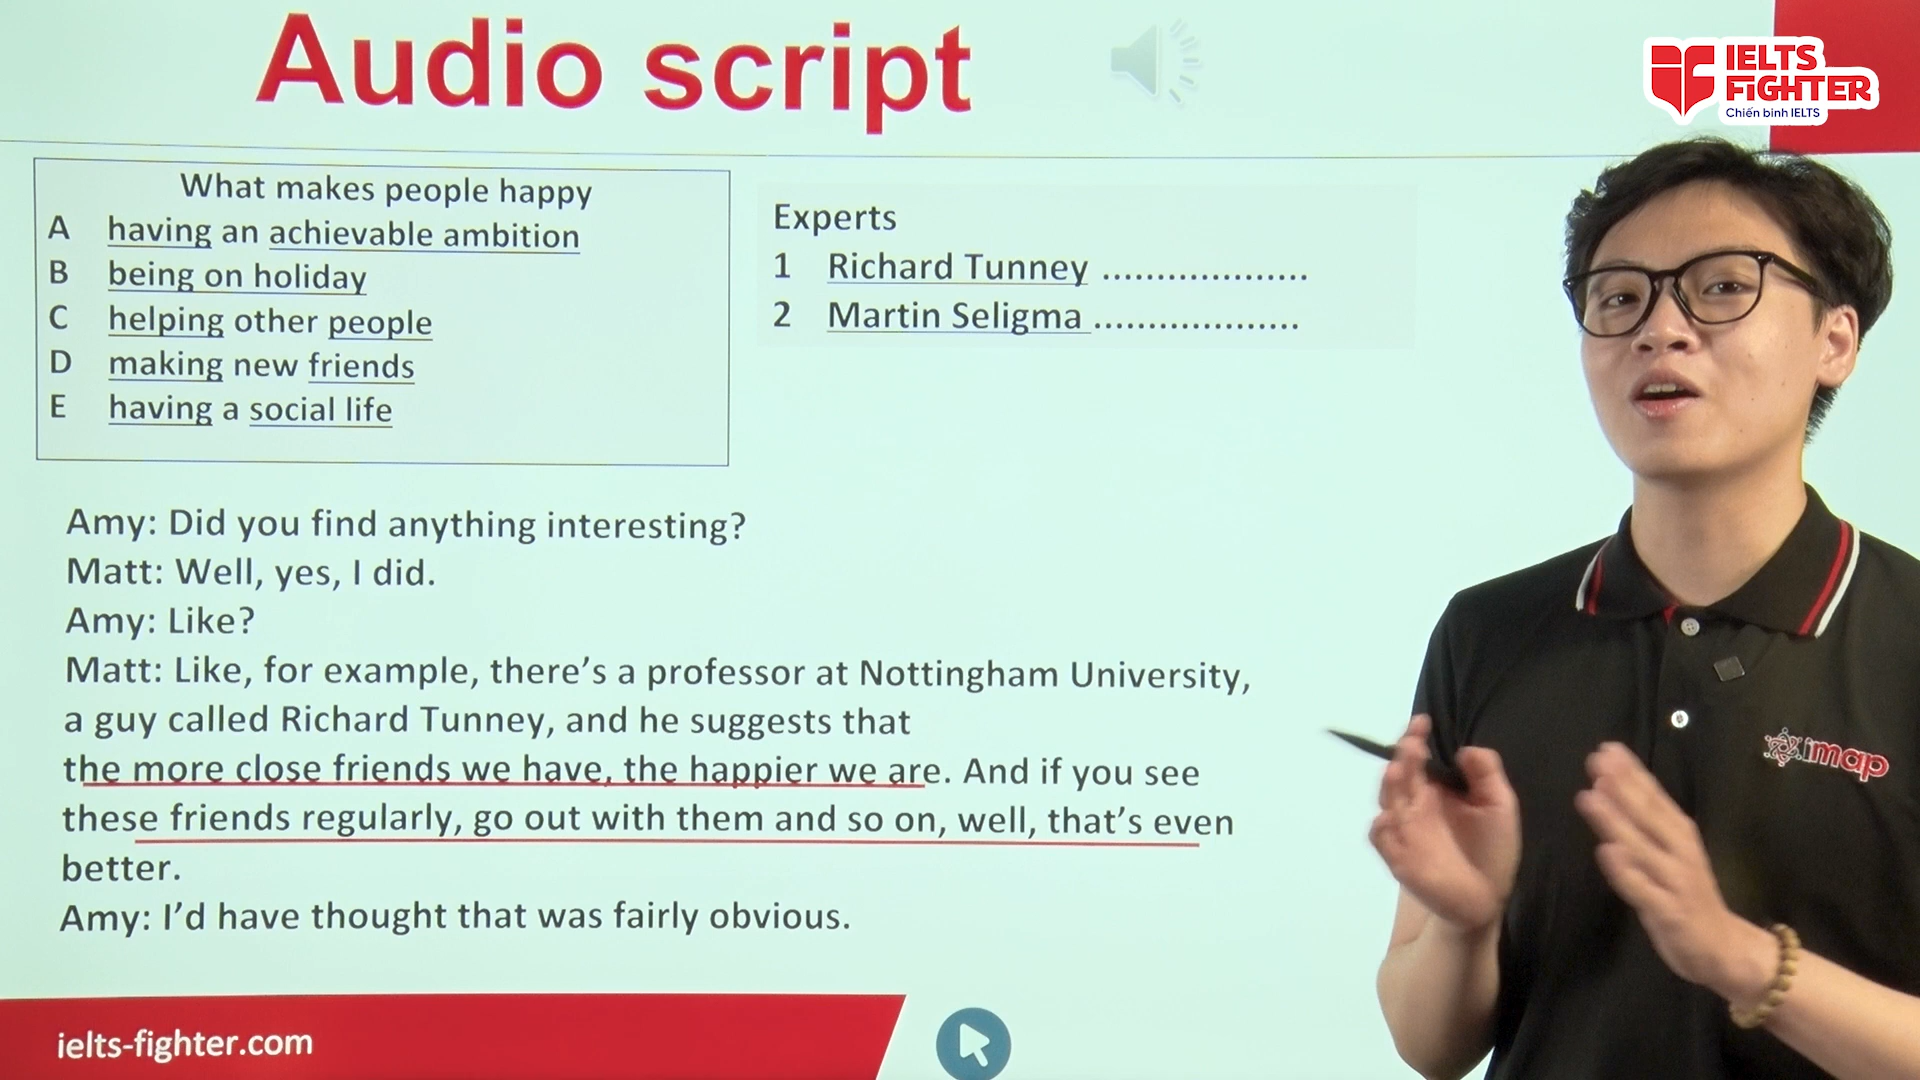 Audio script
IELTS
FiGHTER
Chiến binh IELTS
What makes people happy
A having an achievable ambition
B being on holiday
C helping other people
D making new friends
E having a social life
Experts
1 Richard Tunney ...................
2 Martin Seligma ...................
Amy: Did you find anything interesting?
Matt: Well, yes, I did.
Amy: Like?
Matt: Like, for example, there's a professor at Nottingham University,
a guy called Richard Tunney, and he suggests that
the more close friends we have, the happier we are. And if you see
these friends regularly, go out with them and so on, well, that's even
better.
Amy: I'd have thought that was fairly obvious.
imap
ielts-fighter.com